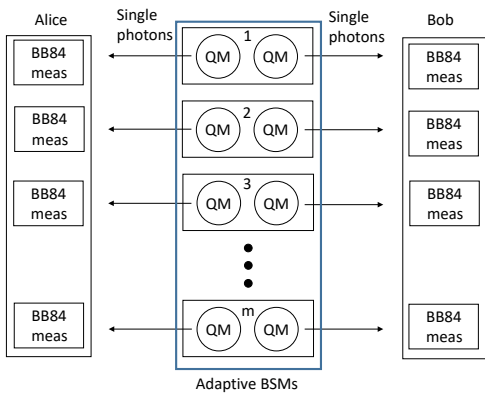 Alice
Single
photons
Single
photons
Bob
BB84
meas
QM
1
QM
BB84
meas
BB84
meas
QM
2
QM
BB84
meas
BB84
meas
QM
3
QM
BB84
meas
BB84
meas
QM
m
QM
BB84
meas
Adaptive BSMs